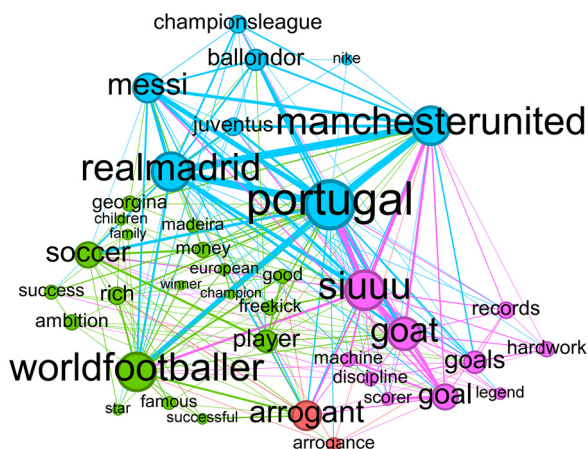 championsleague
ballondor
nike
messi
juventus
manchesterunited
realmadrid
portugal
georgina
children
madeira
family
soccer
money
european
good
siuuu
success
rich
winner
champion
freekick
records
ambition
player
goat
hardwork
machine
goals
worldfootballer
discipline
scorer
goal
legend
star
famous
successful
arrogant
arrogance